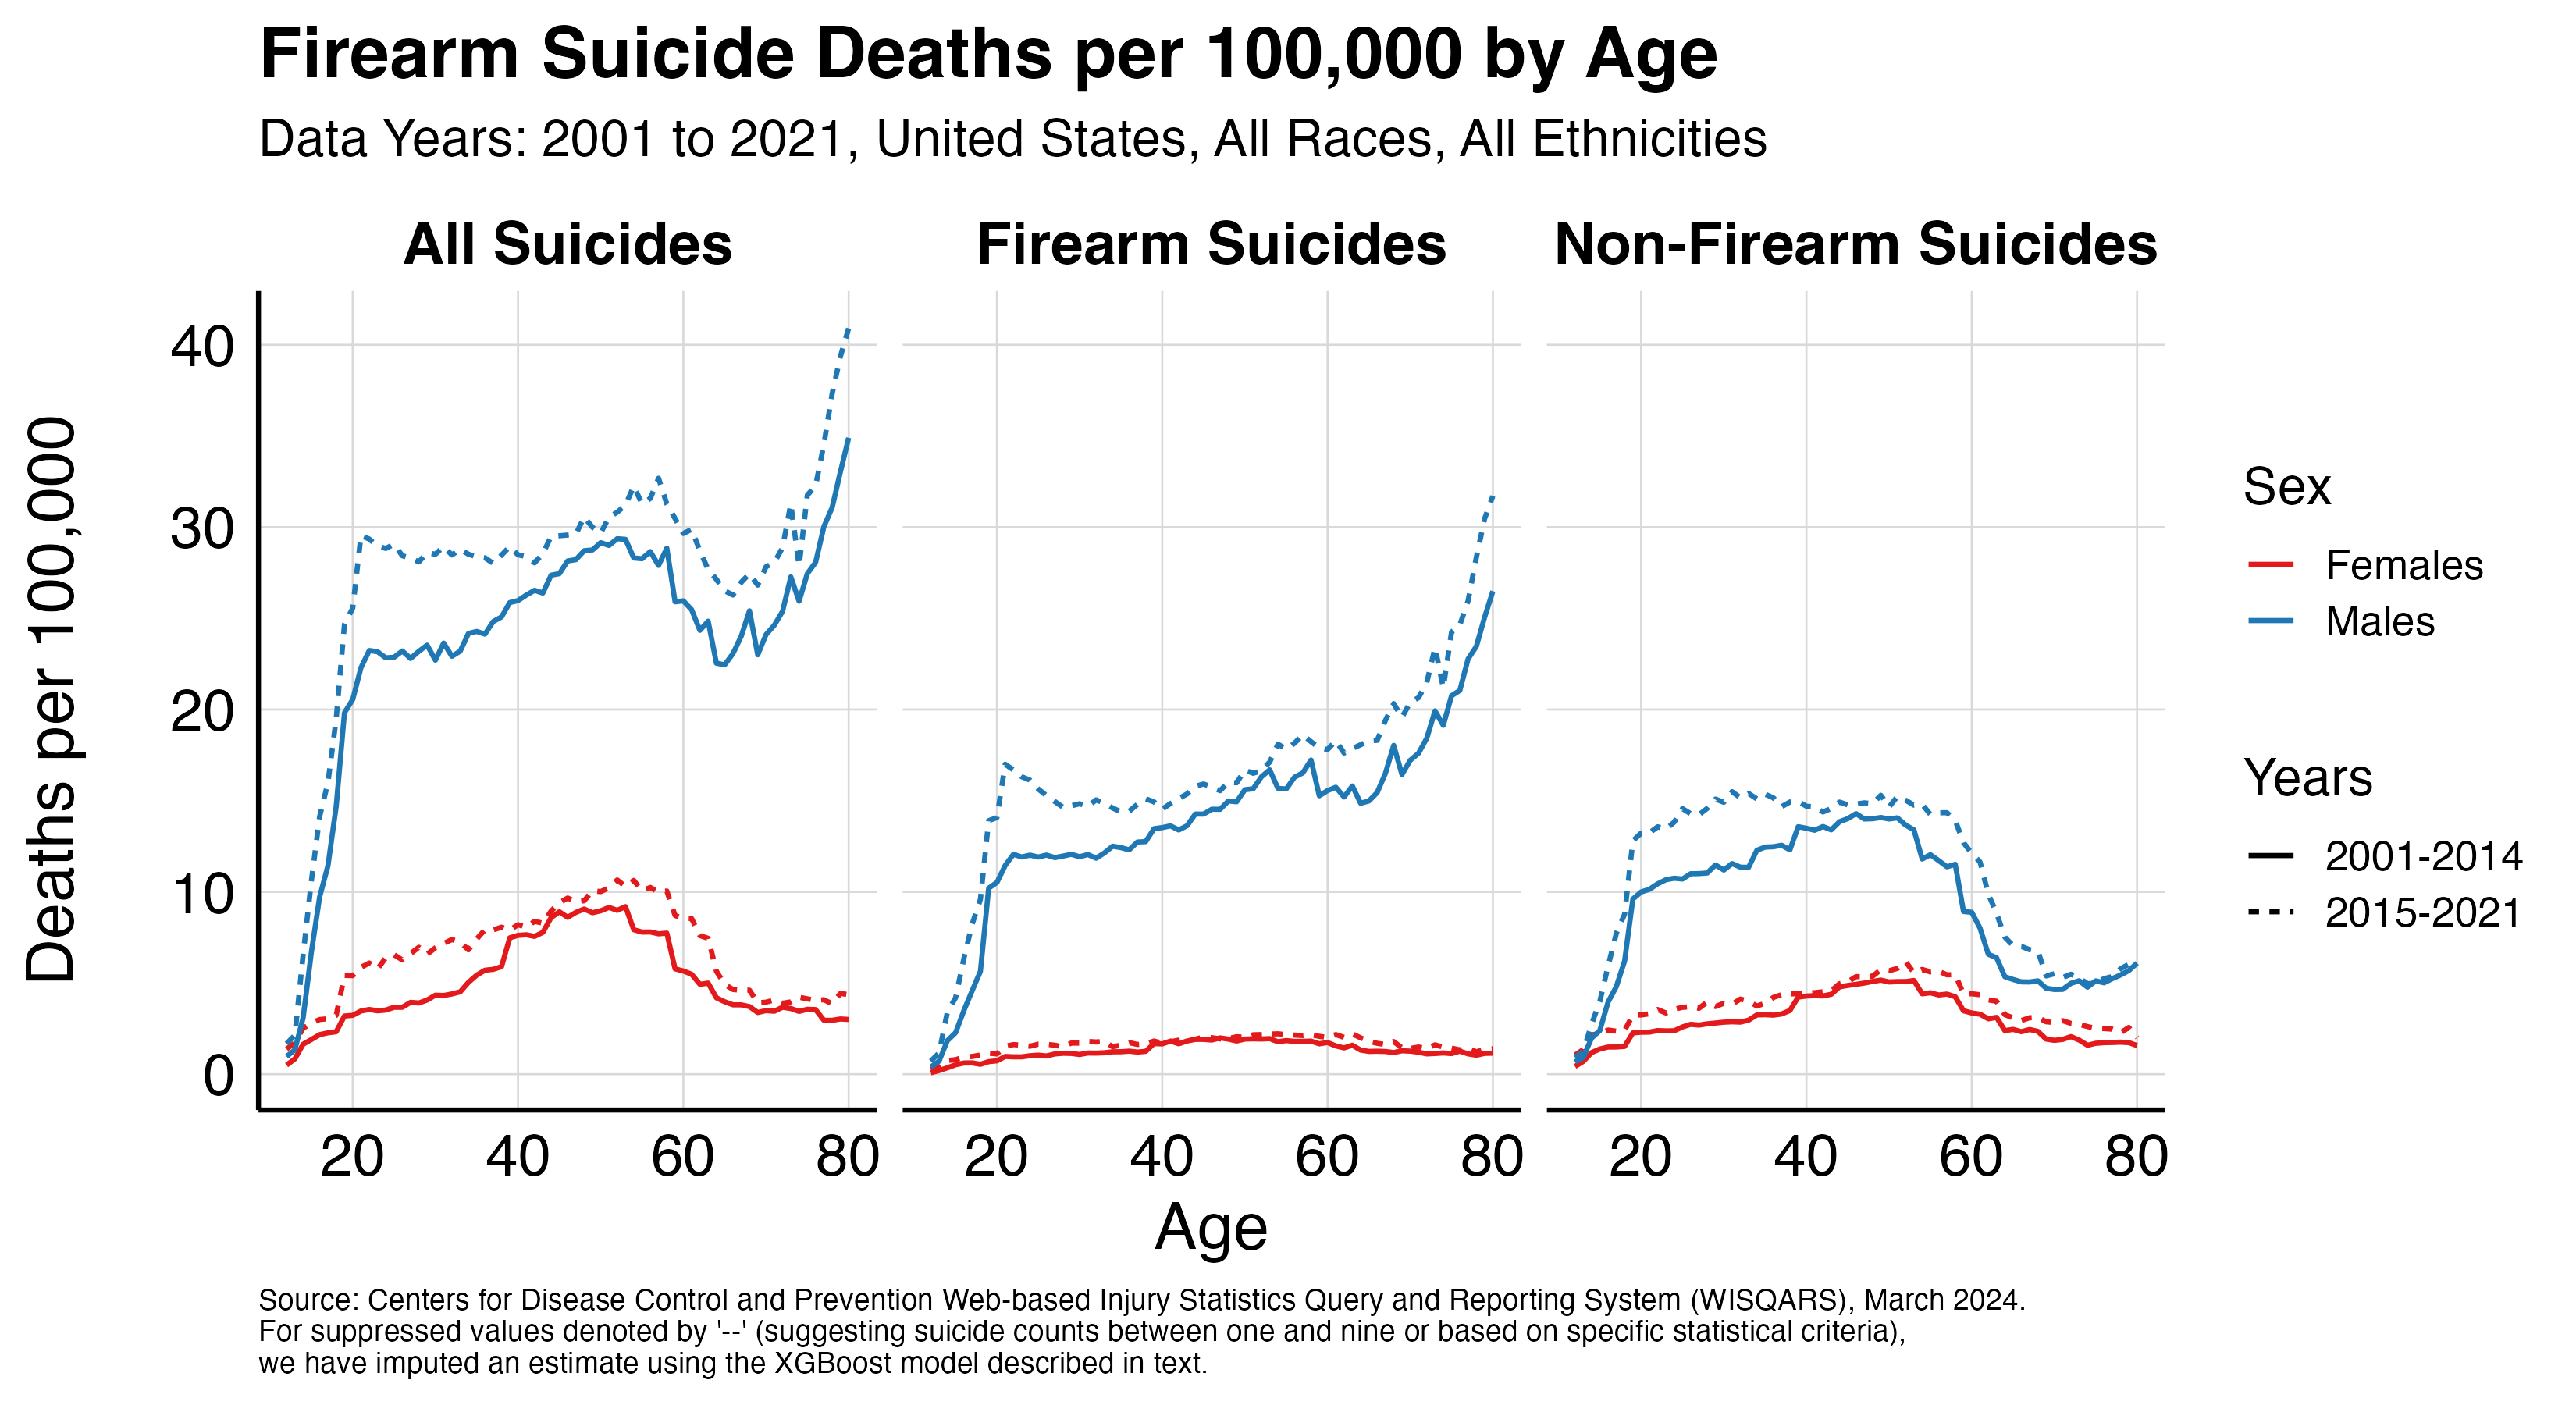 Firearm Suicide Deaths per 100,000 by Age
Data Years: 2001 to 2021, United States, All Races, All Ethnicities
All Suicides
Firearm Suicides
Non-Firearm Suicides
Deaths per 100,000
40
30
20
10
0
20 40 60 80
20 40 60 80
20 40 60 80
Age
Sex
Females
Males
Years
2001-2014
2015-2021
Source: Centers for Disease Control and Prevention Web-based Injury Statistics Query and Reporting System (WISQARS), March 2024.
For suppressed values denoted by '--' (suggesting suicide counts between one and nine or based on specific statistical criteria),
we have imputed an estimate using the XGBoost model described in text.